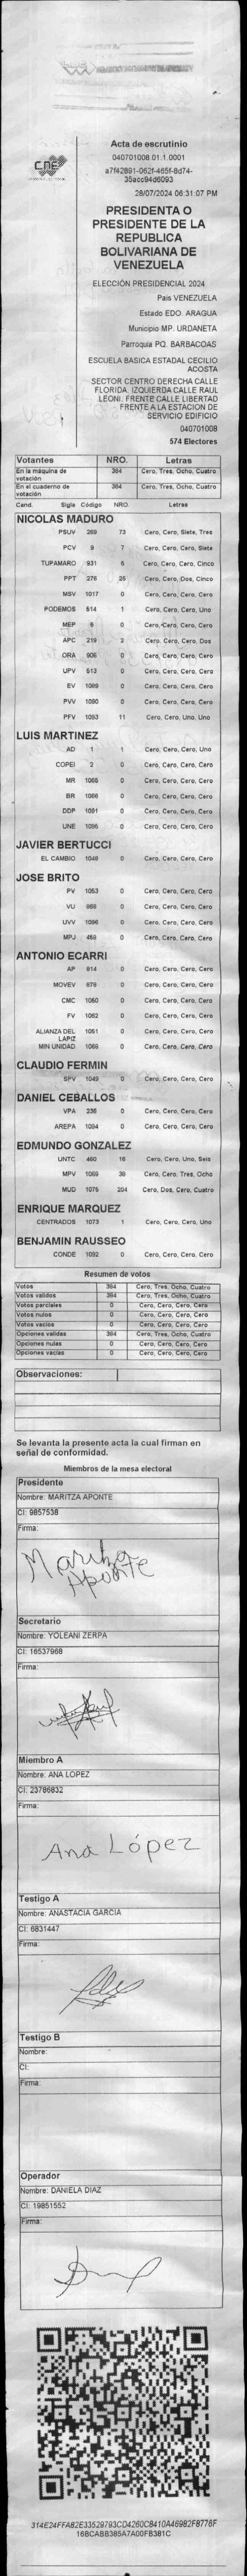 CNE
Acta de escrutinio
040701008.01.1.0001
a7f42891-062f-465f-8d74-
35acc94d6093
28/07/2024 06:31:07 PM
PRESIDENTA O
PRESIDENTE DE LA
REPUBLICA
BOLIVARIANA DE
VENEZUELA
ELECCIÓN PRESIDENCIAL 2024
Pais VENEZUELA
Estado EDO. ARAGUA
Municipio MP. URDANETA
Parroquia PQ. BARBACOAS
ESCUELA BASICA ESTADAL CECILIO
ACOSTA
SECTOR CENTRO DERECHA CALLE
FLORIDA. IZQUIERDA CALLE RAUL
LEONI. FRENTE CALLE LIBERTAD
FRENTE A LA ESTACION DE
SERVICIO EDIFICIO
040701008
574 Electores
Votantes NRO. Letras
En la máquina de votación 384 Cero, Tres, Ocho, Cuatro
En el cuaderno de votación 384 Cero, Tres, Ocho, Cuatro
Cand. Sigla Código NRO. Letras
NICOLAS MADURO
PSUV 269 73 Cero, Cero, Siete, Tres
PCV 9 7 Cero, Cero, Cero, Siete
TUPAMARO 931 5 Cero, Cero, Cero, Cinco
PPT 276 25 Cero, Cero, Dos, Cinco
MSV 1017 0 Cero, Cero, Cero, Cero
PODEMOS 514 1 Cero, Cero, Cero, Uno
MEP 6 0 Cero, Cero, Cero, Cero
APC 219 2 Cero, Cero, Cero, Dos
ORA 906 0 Cero, Cero, Cero, Cero
UPV 513 0 Cero, Cero, Cero, Cero
EV 1089 0 Cero, Cero, Cero, Cero
PVV 1090 0 Cero, Cero, Cero, Cero
PFV 1093 11 Cero, Cero, Uno, Uno
LUIS MARTINEZ
AD 1 1 Cero, Cero, Cero, Uno
COPEI 2 0 Cero, Cero, Cero, Cero
MR 1065 0 Cero, Cero, Cero, Cero
BR 1066 0 Cero, Cero, Cero, Cero
DDP 1091 0 Cero, Cero, Cero, Cero
UNE 1095 0 Cero, Cero, Cero, Cero
JAVIER BERTUCCI
EL CAMBIO 1048 0 Cero, Cero, Cero, Cero
JOSE BRITO
PV 1053 0 Cero, Cero, Cero, Cero
VU 868 0 Cero, Cero, Cero, Cero
UVV 1096 0 Cero, Cero, Cero, Cero
MPJ 458 0 Cero, Cero, Cero, Cero
ANTONIO ECARRI
AP 914 0 Cero, Cero, Cero, Cero
MOVEV 878 0 Cero, Cero, Cero, Cero
CMC 1050 0 Cero, Cero, Cero, Cero
FV 1062 0 Cero, Cero, Cero, Cero
ALIANZA DEL LAPIZ 1051 0 Cero, Cero, Cero, Cero
MIN UNIDAD 1068 0 Cero, Cero, Cero, Cero
CLAUDIO FERMIN
SPV 1049 0 Cero, Cero, Cero, Cero
DANIEL CEBALLOS
VPA 236 0 Cero, Cero, Cero, Cero
AREPA 1094 0 Cero, Cero, Cero, Cero
EDMUNDO GONZALEZ
UNTC 460 16 Cero, Cero, Uno, Seis
MPV 1069 38 Cero, Cero, Tres, Ocho
MUD 1075 204 Cero, Dos, Cero, Cuatro
ENRIQUE MARQUEZ
CENTRADOS 1073 1 Cero, Cero, Cero, Uno
BENJAMIN RAUSSEO
CONDE 1092 0 Cero, Cero, Cero, Cero
Resumen de votos
Votos 384 Cero, Tres, Ocho, Cuatro
Votos validos 384 Cero, Tres, Ocho, Cuatro
Votos parciales 0 Cero, Cero, Cero, Cero
Votos nulos 0 Cero, Cero, Cero, Cero
Votos vacios 0 Cero, Cero, Cero, Cero
Opciones validas 384 Cero, Tres, Ocho, Cuatro
Opciones nulas 0 Cero, Cero, Cero, Cero
Opciones vacias 0 Cero, Cero, Cero, Cero
Observaciones:
Se levanta la presente acta la cual firman en
señal de conformidad.
Miembros de la mesa electoral
Presidente
Nombre: MARITZA APONTE
CI: 9857538
Firma:
Maritza
Aponte
Secretario
Nombre: YOLEANI ZERPA
CI: 16537968
Firma:
Miembro A
Nombre: ANA LOPEZ
CI: 23786832
Firma:
Ana López
Testigo A
Nombre: ANASTACIA GARCIA
CI: 6831447
Firma:
Testigo B
Nombre:
CI:
Firma:
Operador
Nombre: DANIELA DIAZ
CI: 19851552
Firma:
314E24FFA82E33529793CD4260C8410A46982F8776F
16BCABB385A7A00FB381C